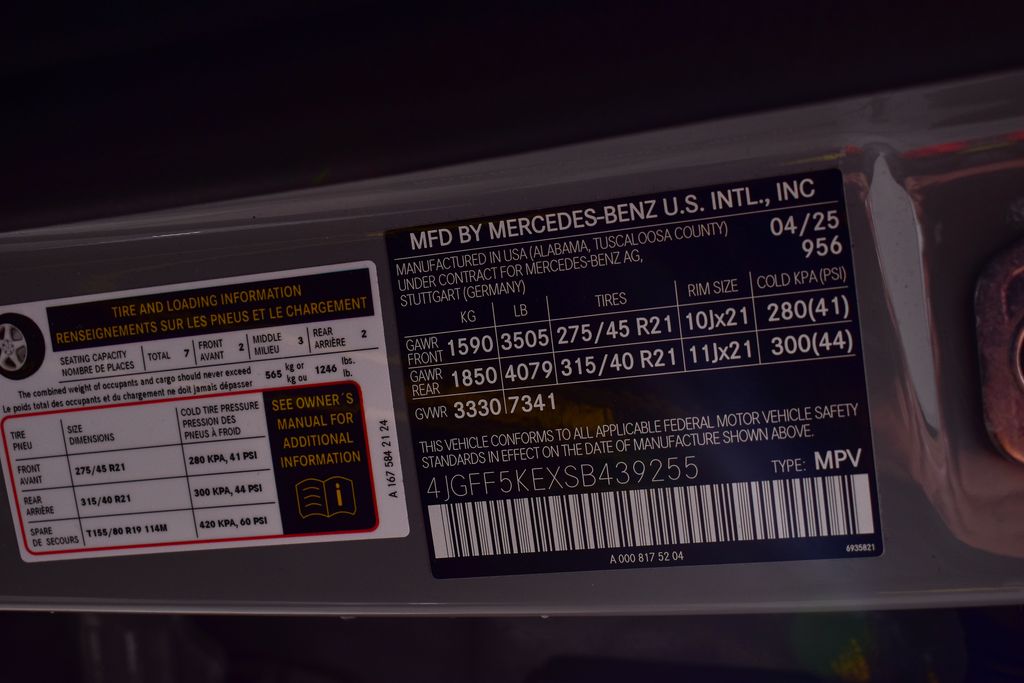 TIRE AND LOADING INFORMATION
RENSEIGNEMENTS SUR LES PNEUS ET LE CHARGEMENT
SEATING CAPACITY
NOMBRE DE PLACES
TOTAL 7
FRONT
AVANT 2
MIDDLE
MILIEU 3
REAR
ARRIÈRE 2
The combined weight of occupants and cargo should never exceed
Le poids total des occupants et du chargement ne doit jamais dépasser
565 kg or
kg ou
1246 lbs.
lb.
TIRE
PNEU
SIZE
DIMENSIONS
COLD TIRE PRESSURE
PRESSION DES
PNEUS À FROID
FRONT
AVANT
275/45 R21
280 KPA, 41 PSI
REAR
ARRIÈRE
315/40 R21
300 KPA, 44 PSI
SPARE
DE SECOURS
T155/80 R19 114M
420 KPA, 60 PSI
SEE OWNER´S
MANUAL FOR
ADDITIONAL
INFORMATION
A 167 584 21 24
MFD BY MERCEDES-BENZ U.S. INTL., INC
MANUFACTURED IN USA (ALABAMA, TUSCALOOSA COUNTY)
UNDER CONTRACT FOR MERCEDES-BENZ AG,
STUTTGART (GERMANY)
04/25
956
KG LB TIRES RIM SIZE COLD KPA (PSI)
GAWR
FRONT 1590 3505 275/45 R21 10Jx21 280(41)
GAWR
REAR 1850 4079 315/40 R21 11Jx21 300(44)
GVWR 3330 7341
THIS VEHICLE CONFORMS TO ALL APPLICABLE FEDERAL MOTOR VEHICLE SAFETY
STANDARDS IN EFFECT ON THE DATE OF MANUFACTURE SHOWN ABOVE.
4JGFF5KEXSB439255 TYPE: MPV
A 000 817 52 04
6935821